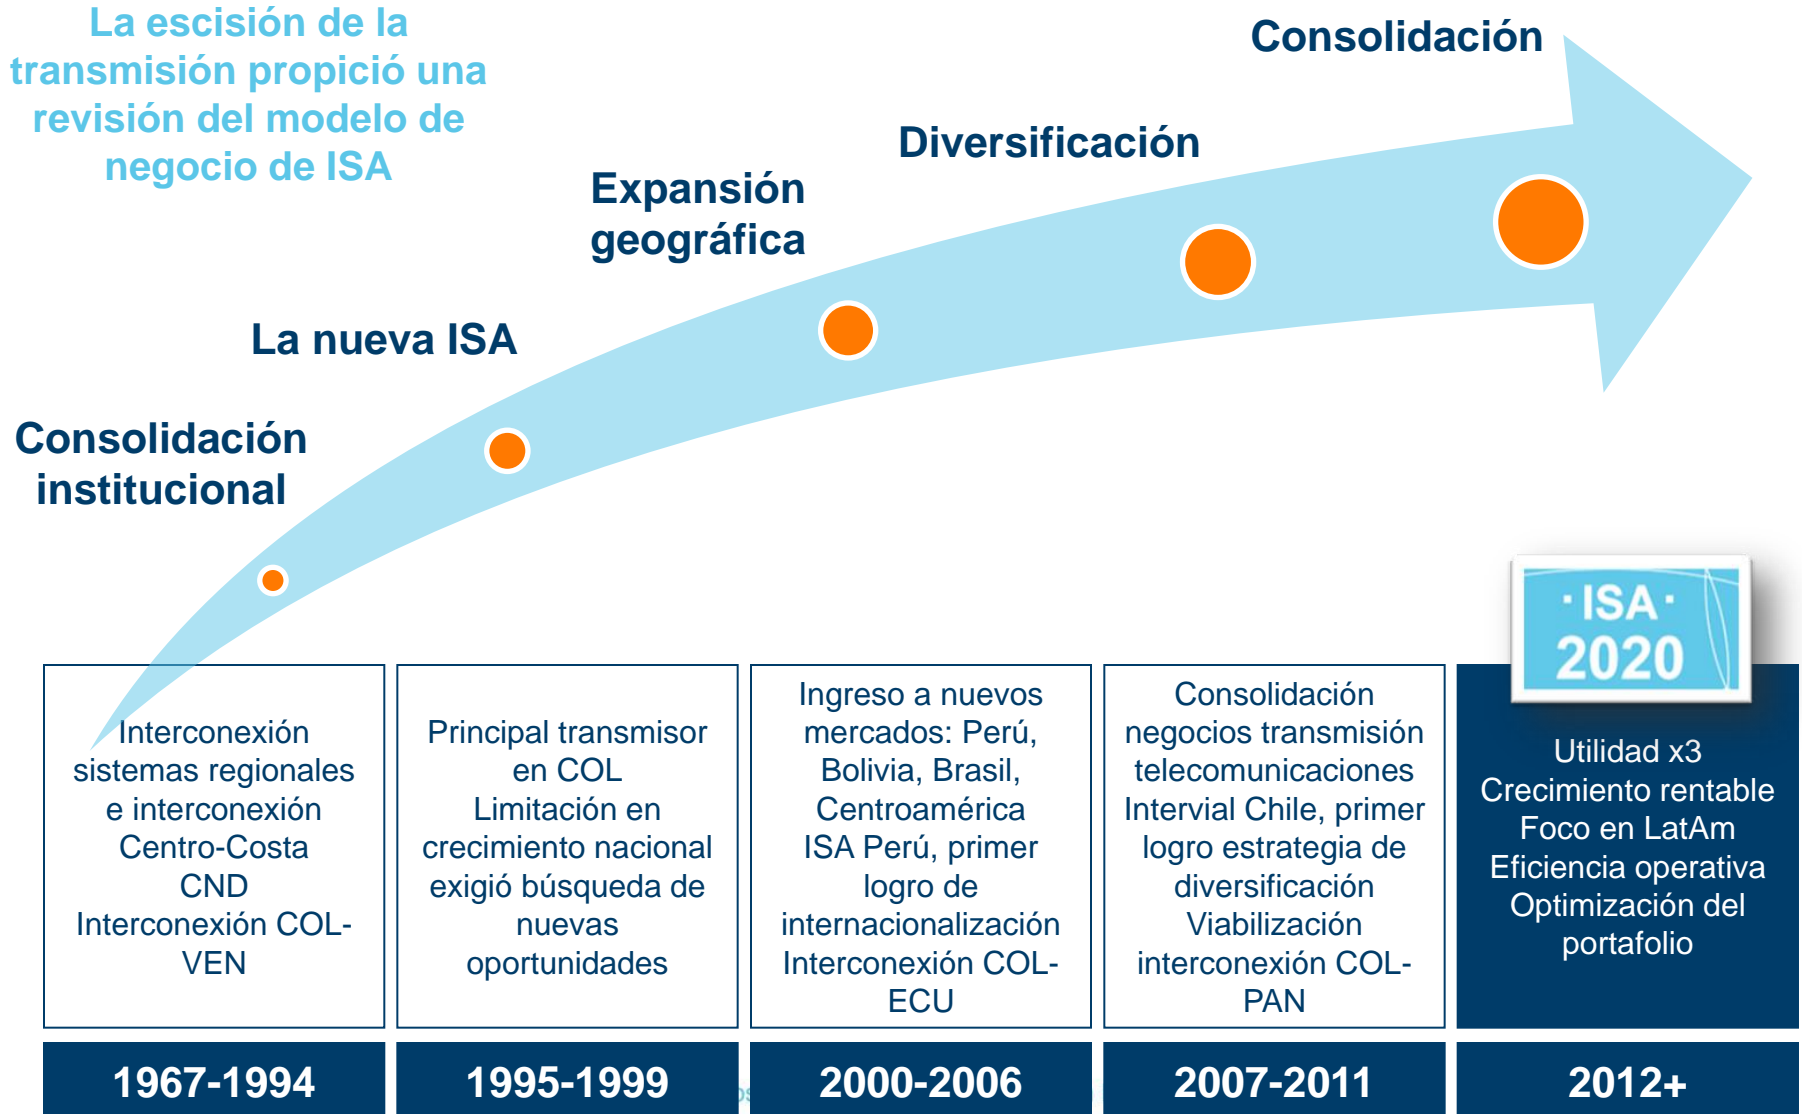 La escisión de la
transmisión propició una
revisión del modelo de
negocio de ISA
Consolidación
Diversificación
Expansión
geográfica
La nueva ISA
Consolidación
institucional
· ISA ·
2020
Interconexión
sistemas regionales
e interconexión
Centro-Costa
CND
Interconexión COL-
VEN
Principal transmisor
en COL
Limitación en
crecimiento nacional
exigió búsqueda de
nuevas
oportunidades
Ingreso a nuevos
mercados: Perú,
Bolivia, Brasil,
Centroamérica
ISA Perú, primer
logro de
internacionalización
Interconexión COL-
ECU
Consolidación
negocios transmisión
telecomunicaciones
Intervial Chile, primer
logro estrategia de
diversificación
Viabilización
interconexión COL-
PAN
Utilidad x3
Crecimiento rentable
Foco en LatAm
Eficiencia operativa
Optimización del
portafolio
1967-1994
1995-1999
2000-2006
2007-2011
2012+